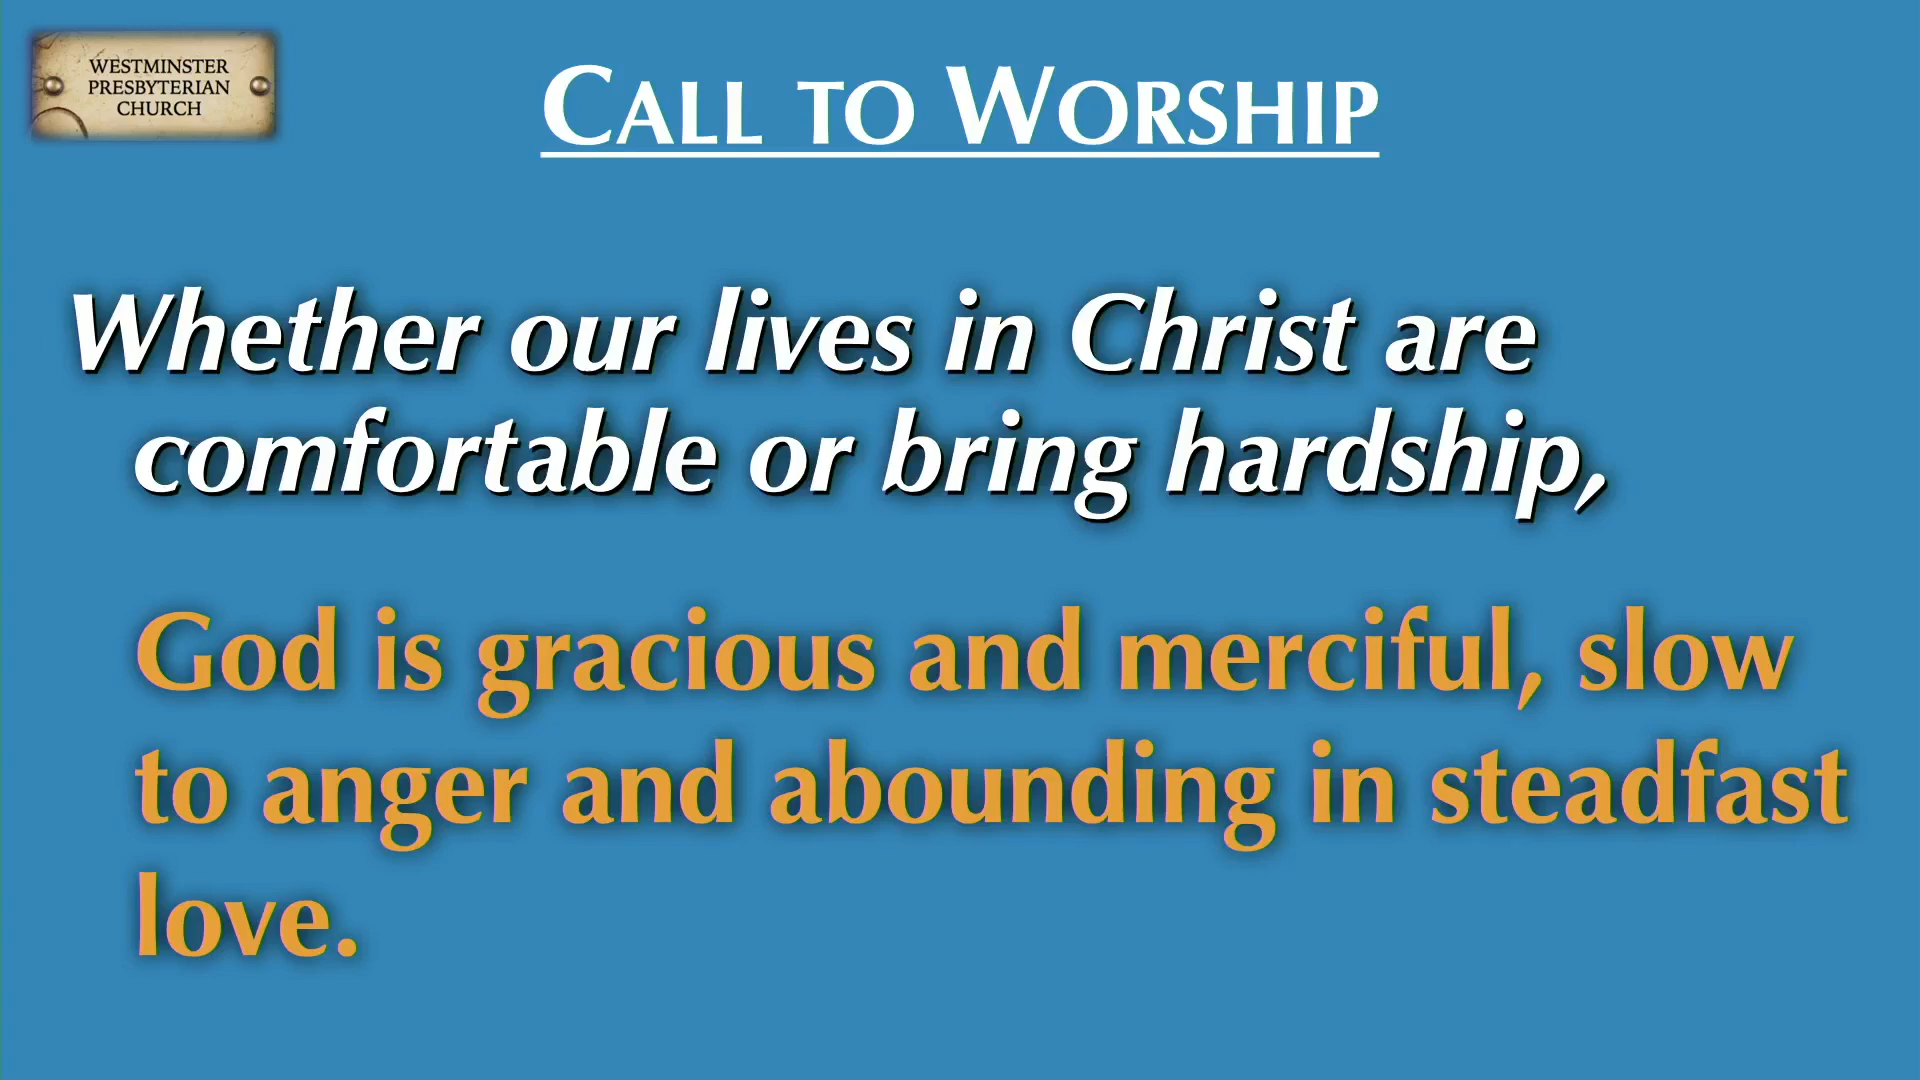 WESTMINSTER
PRESBYTERIAN
CHURCH
CALL TO WORSHIP
Whether our lives in Christ are
comfortable or bring hardship,
God is gracious and merciful, slow
to anger and abounding in steadfast
love.